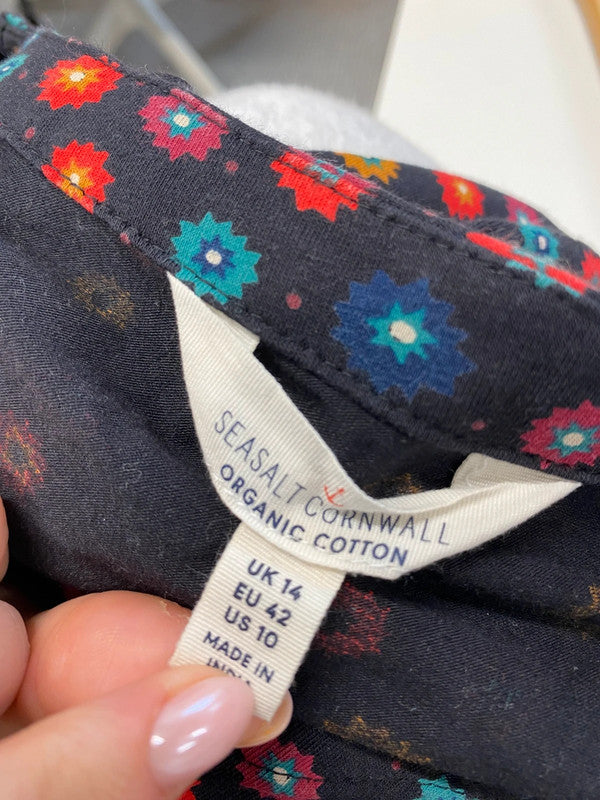 SEASALT CORNWALL
ORGANIC COTTON
UK 14
EU 42
US 10
MADE IN
INDIA